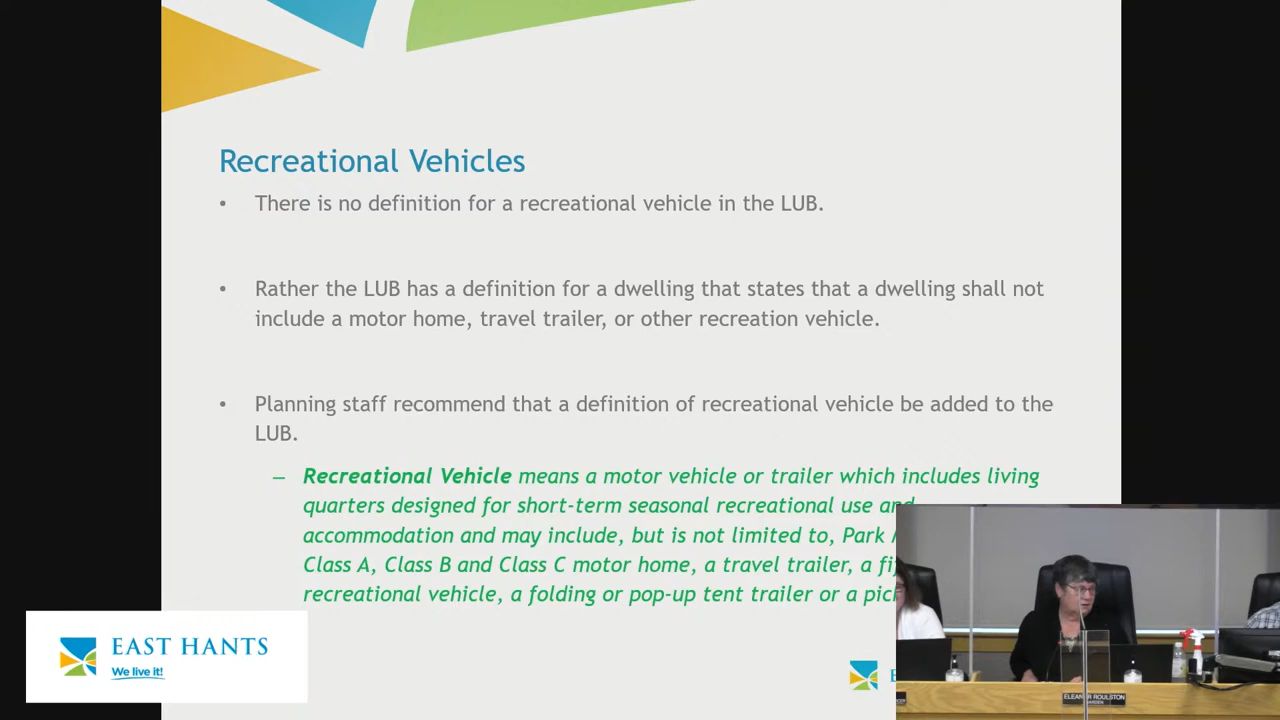 Recreational Vehicles
• There is no definition for a recreational vehicle in the LUB.
• Rather the LUB has a definition for a dwelling that states that a dwelling shall not
include a motor home, travel trailer, or other recreation vehicle.
• Planning staff recommend that a definition of recreational vehicle be added to the
LUB.
– Recreational Vehicle means a motor vehicle or trailer which includes living
quarters designed for short-term seasonal recreational use and
accommodation and may include, but is not limited to, Park
Class A, Class B and Class C motor home, a travel trailer, a
recreational vehicle, a folding or pop-up tent trailer or a
EAST HANTS
We live it!
ELEANOR ROULSTON
WARDEN